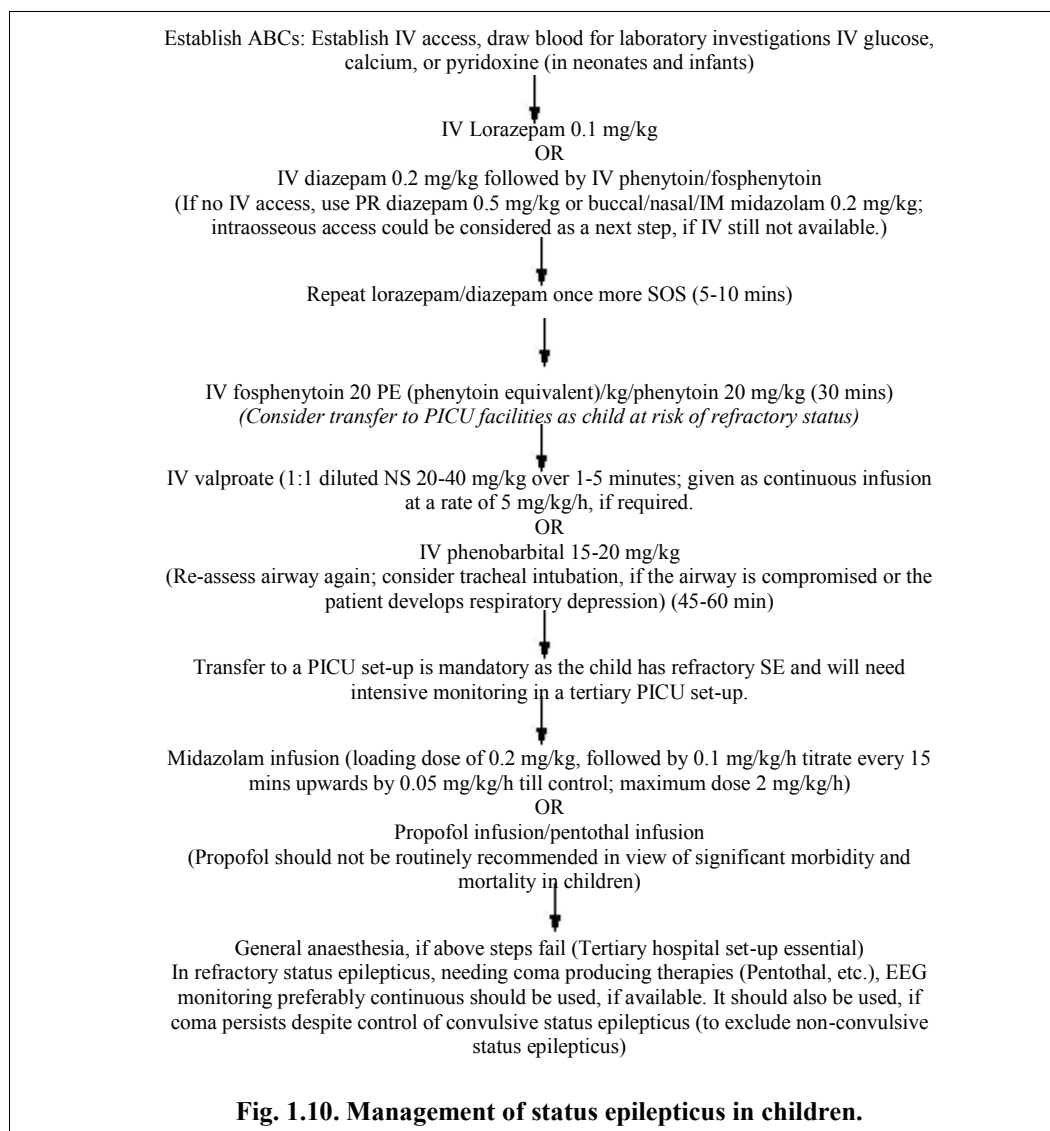 Establish ABCs: Establish IV access, draw blood for laboratory investigations IV glucose,
calcium, or pyridoxine (in neonates and infants)
IV Lorazepam 0.1 mg/kg
OR
IV diazepam 0.2 mg/kg followed by IV phenytoin/fosphenytoin
(If no IV access, use PR diazepam 0.5 mg/kg or buccal/nasal/IM midazolam 0.2 mg/kg;
intraosseous access could be considered as a next step, if IV still not available.)
Repeat lorazepam/diazepam once more SOS (5-10 mins)
IV fosphenytoin 20 PE (phenytoin equivalent)/kg/phenytoin 20 mg/kg (30 mins)
(Consider transfer to PICU facilities as child at risk of refractory status)
IV valproate (1:1 diluted NS 20-40 mg/kg over 1-5 minutes; given as continuous infusion
at a rate of 5 mg/kg/h, if required.
OR
IV phenobarbital 15-20 mg/kg
(Re-assess airway again; consider tracheal intubation, if the airway is compromised or the
patient develops respiratory depression) (45-60 min)
Transfer to a PICU set-up is mandatory as the child has refractory SE and will need
intensive monitoring in a tertiary PICU set-up.
Midazolam infusion (loading dose of 0.2 mg/kg, followed by 0.1 mg/kg/h titrate every 15
mins upwards by 0.05 mg/kg/h till control; maximum dose 2 mg/kg/h)
OR
Propofol infusion/pentothal infusion
(Propofol should not be routinely recommended in view of significant morbidity and
mortality in children)
General anaesthesia, if above steps fail (Tertiary hospital set-up essential)
In refractory status epilepticus, needing coma producing therapies (Pentothal, etc.), EEG
monitoring preferably continuous should be used, if available. It should also be used, if
coma persists despite control of convulsive status epilepticus (to exclude non-convulsive
status epilepticus)
Fig. 1.10. Management of status epilepticus in children.